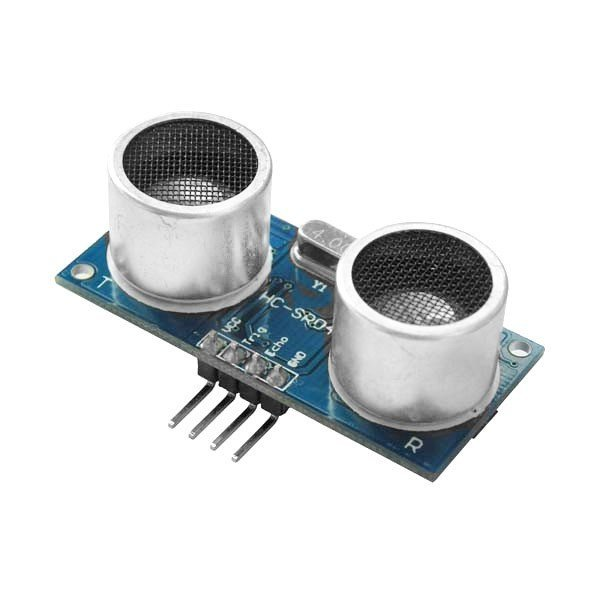 T
4.00
Y1
HC-SR04
Vcc
Trig
Echo
GND
R